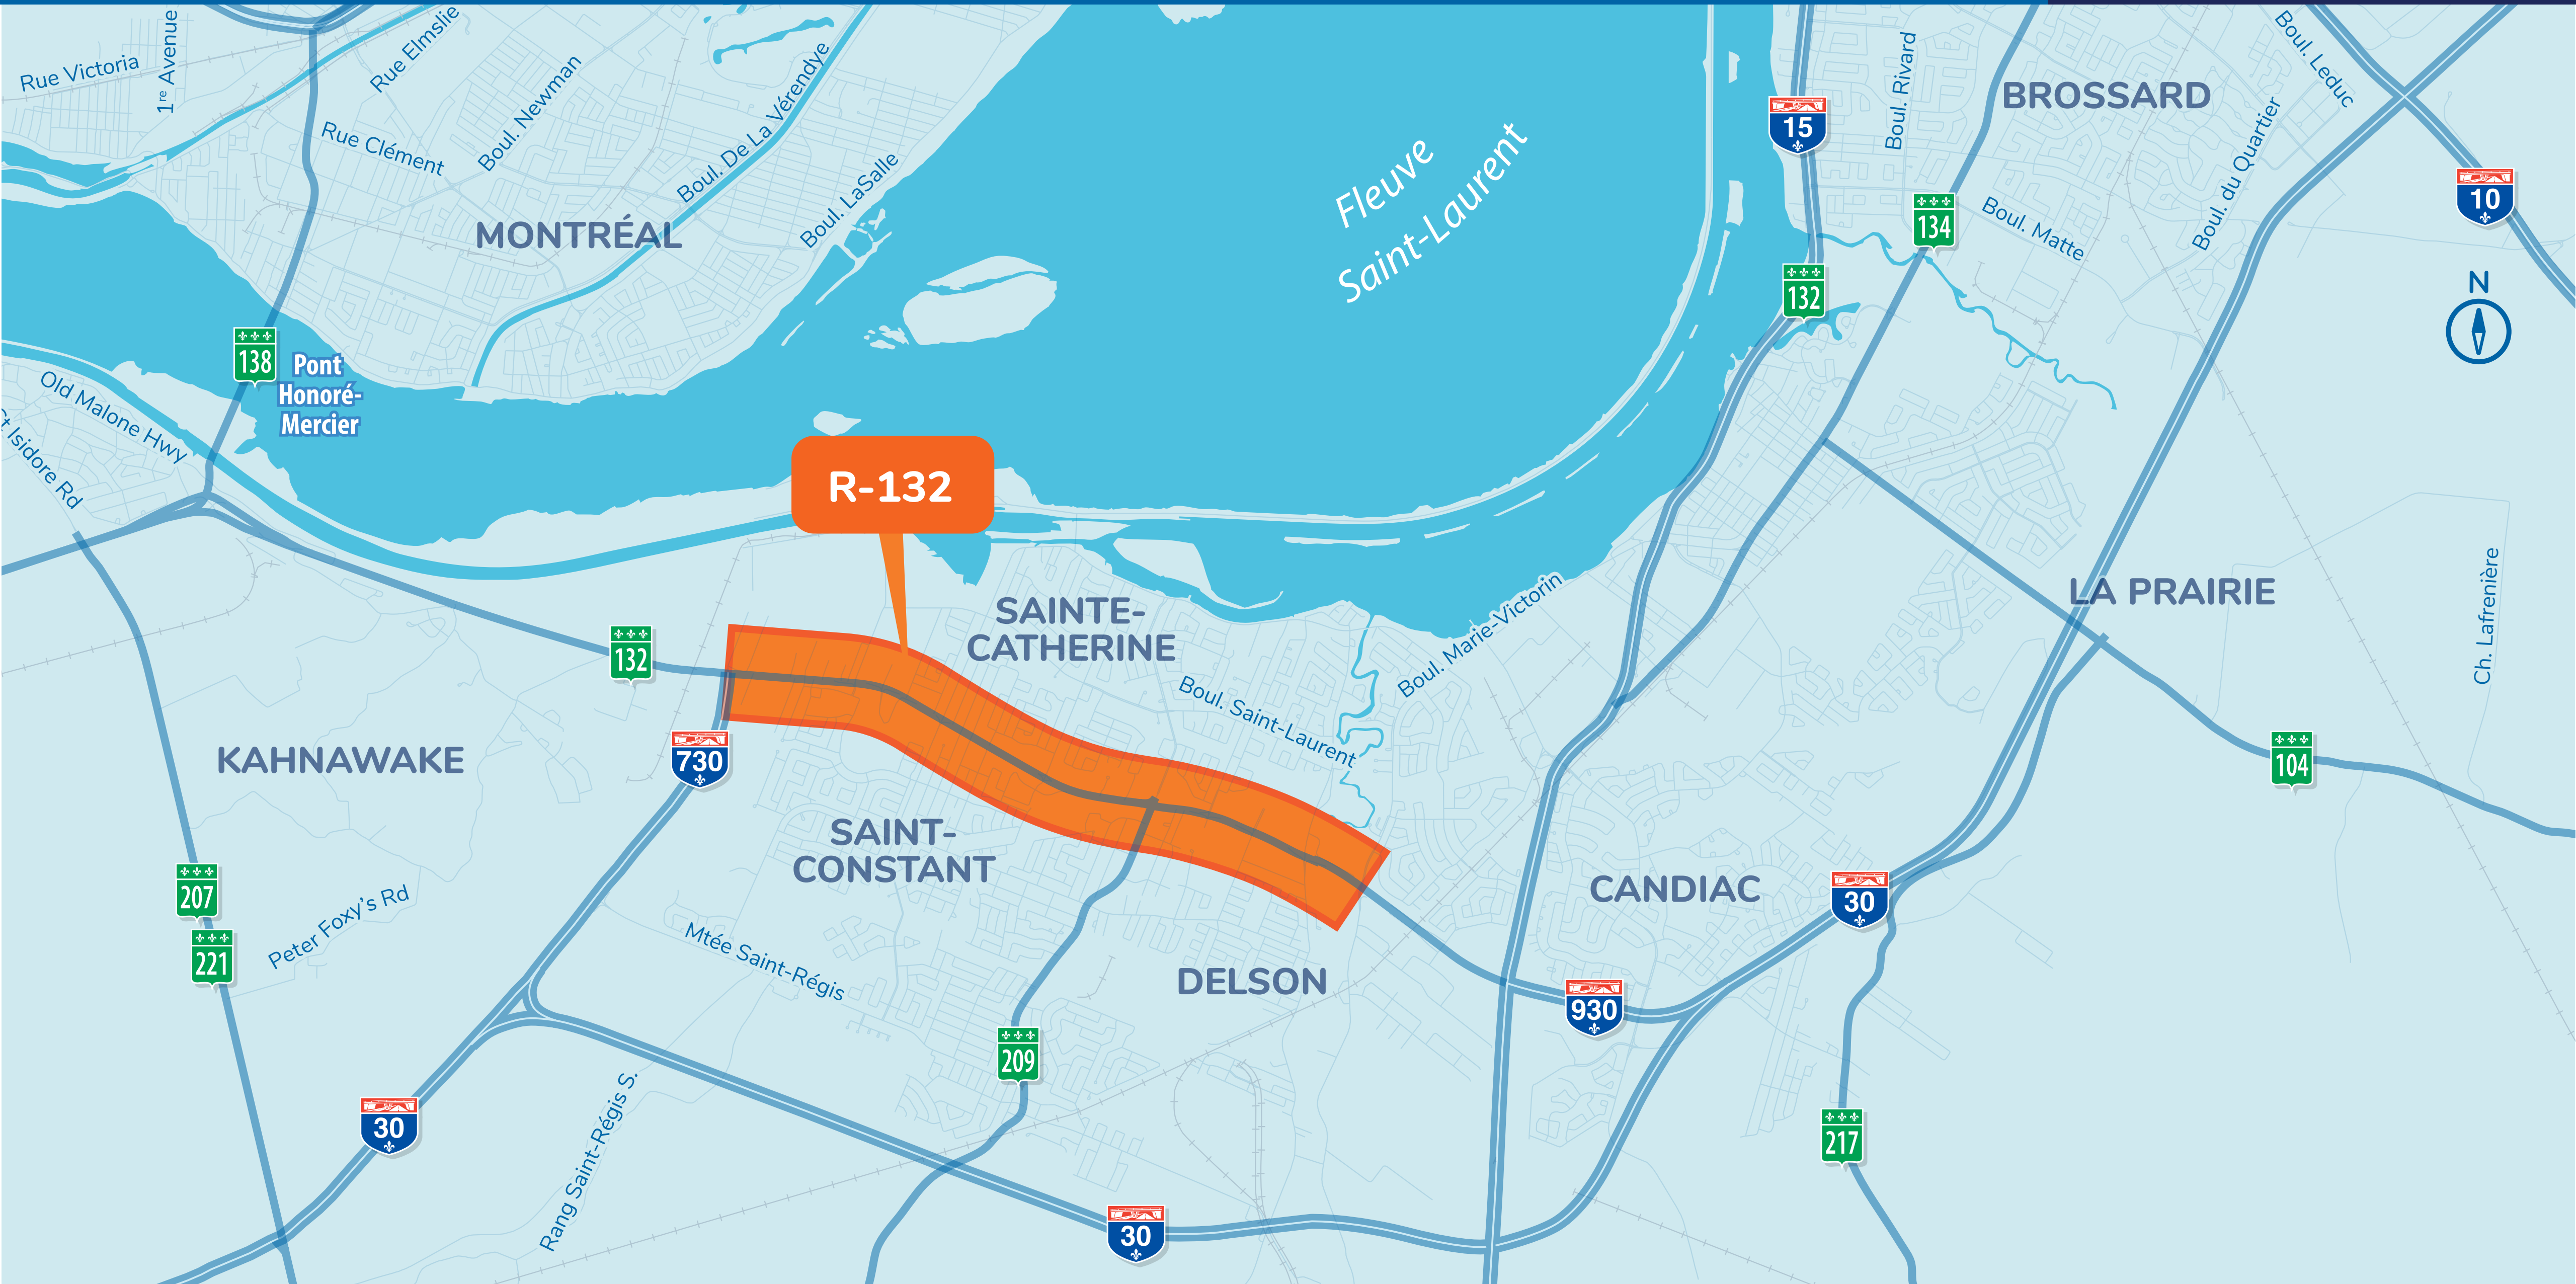 Rue Victoria
1re Avenue
Rue Elmslie
Rue Clément
Boul. Newman
Boul. De La Vérendye
Boul. LaSalle
MONTRÉAL
Fleuve
Saint-Laurent
15
Boul. Rivard
BROSSARD
Boul. Leduc
Boul. du Quartier
10
134
Boul. Matte
132
N
138
Pont
Honoré-
Mercier
Old Malone Hwy
t Isidore Rd
R-132
SAINTE-
CATHERINE
Boul. Marie-Victorin
LA PRAIRIE
Ch. Lafrenière
132
Boul. Saint-Laurent
KAHNAWAKE
730
104
SAINT-
CONSTANT
CANDIAC
30
207
221
Peter Foxy's Rd
Mtée Saint-Régis
DELSON
930
209
30
Rang Saint-Régis S.
217
30